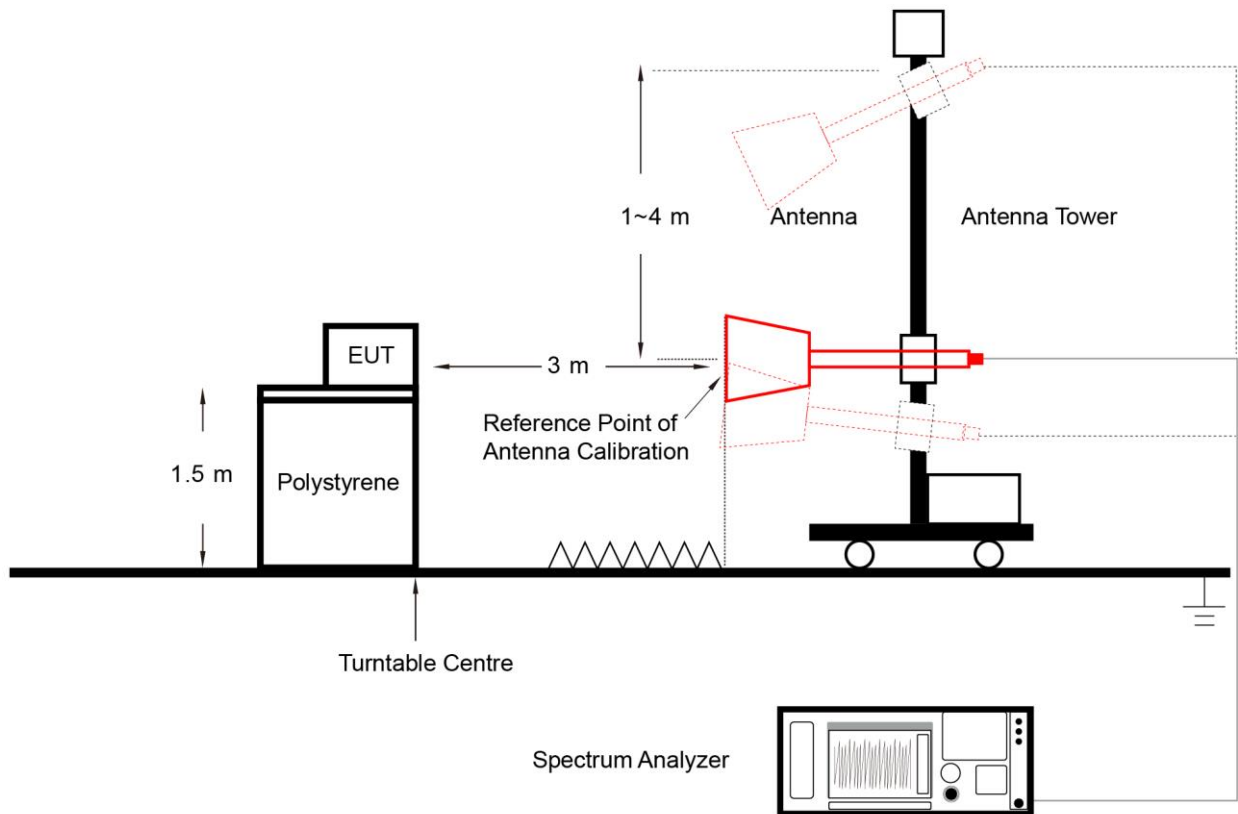 1~4 m
Antenna
Antenna Tower
EUT
3 m
Reference Point of
Antenna Calibration
1.5 m
Polystyrene
Turntable Centre
Spectrum Analyzer